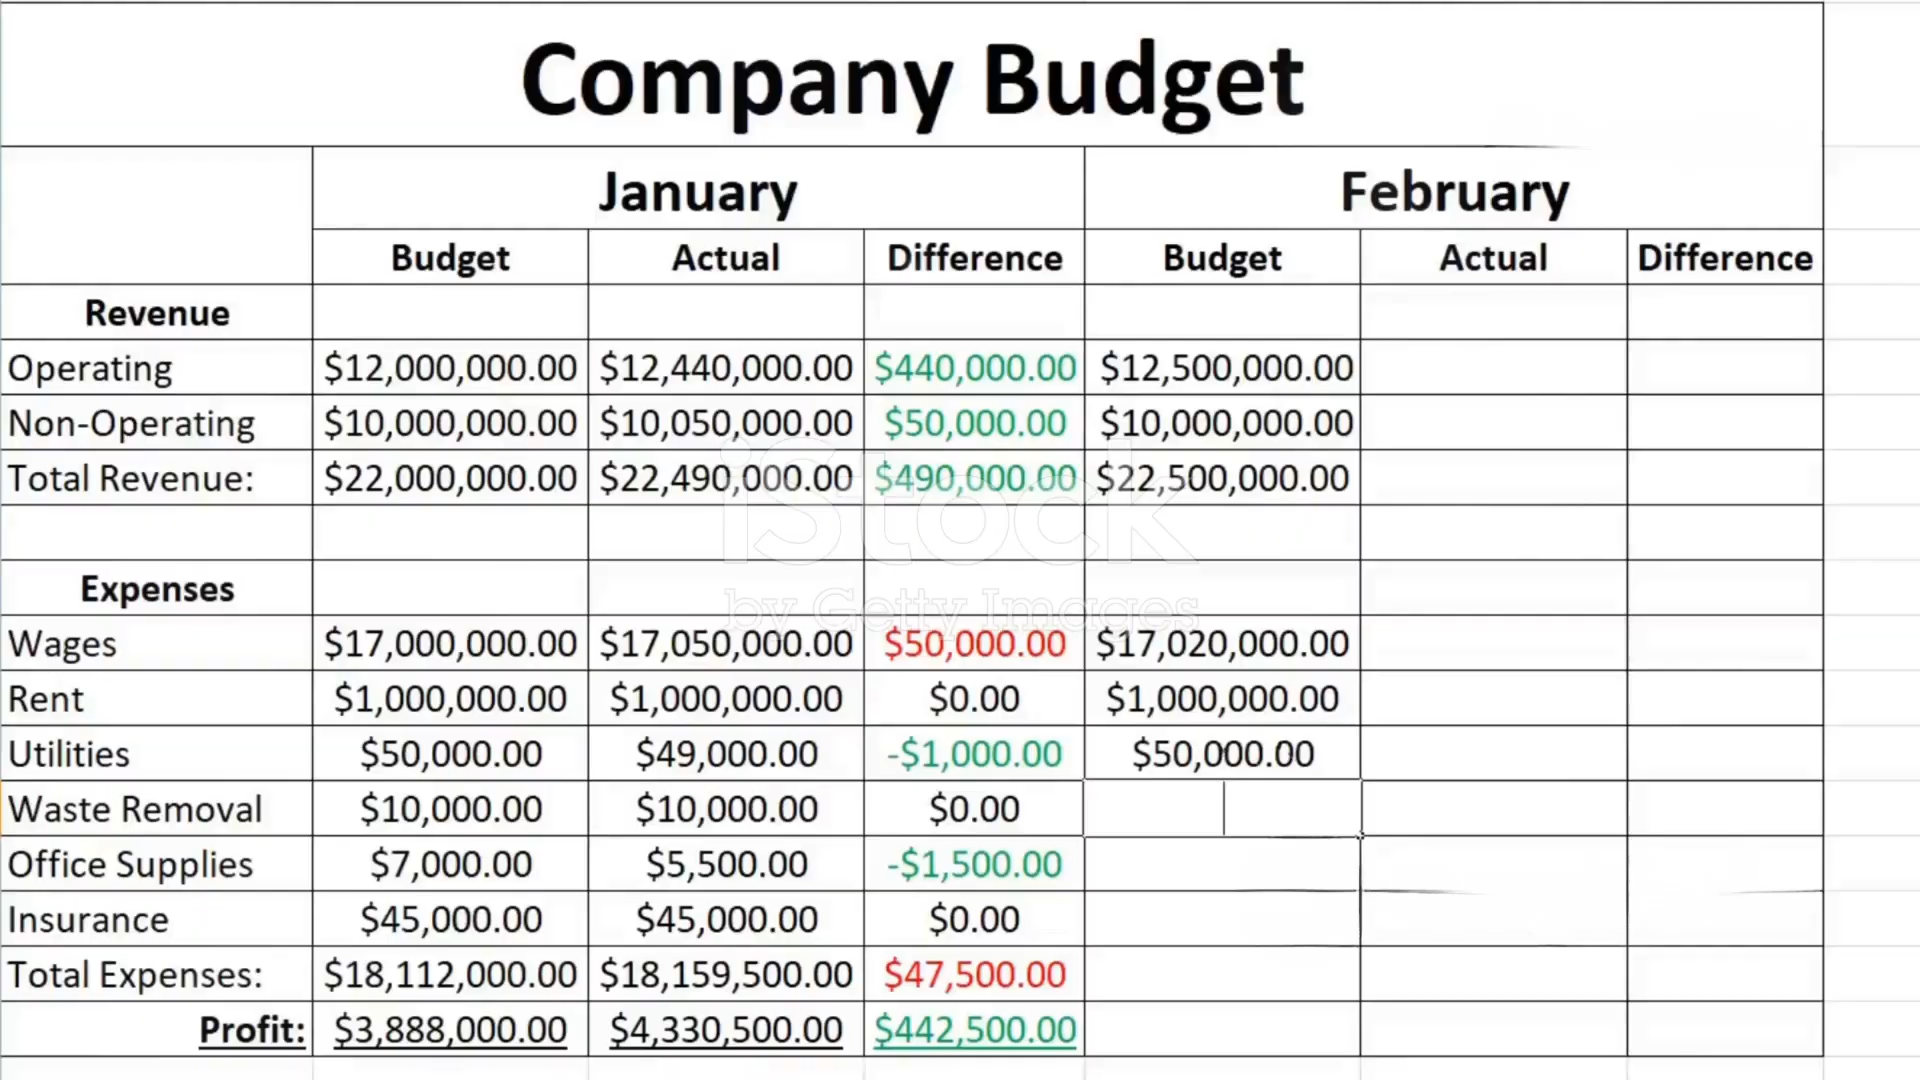 Company Budget
January February
Budget Actual Difference Budget Actual Difference
Revenue
Operating $12,000,000.00 $12,440,000.00 $440,000.00 $12,500,000.00
Non-Operating $10,000,000.00 $10,050,000.00 $50,000.00 $10,000,000.00
Total Revenue: $22,000,000.00 $22,490,000.00 $490,000.00 $22,500,000.00
iStock
Expenses
by Getty Images
Wages $17,000,000.00 $17,050,000.00 $50,000.00 $17,020,000.00
Rent $1,000,000.00 $1,000,000.00 $0.00 $1,000,000.00
Utilities $50,000.00 $49,000.00 -$1,000.00 $50,000.00
Waste Removal $10,000.00 $10,000.00 $0.00
Office Supplies $7,000.00 $5,500.00 -$1,500.00
Insurance $45,000.00 $45,000.00 $0.00
Total Expenses: $18,112,000.00 $18,159,500.00 $47,500.00
Profit: $3,888,000.00 $4,330,500.00 $442,500.00